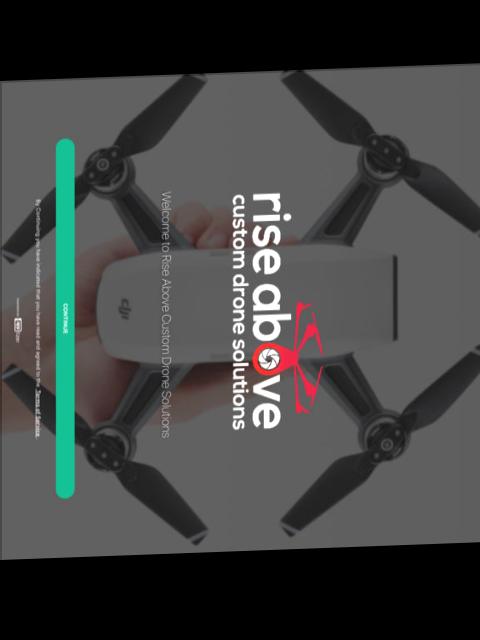 rise above
custom drone solutions
Welcome to Rise Above Custom Drone Solutions
CONTINUE
By Continuing you have indicated that you have read and agreed to the Terms of Service.
dji